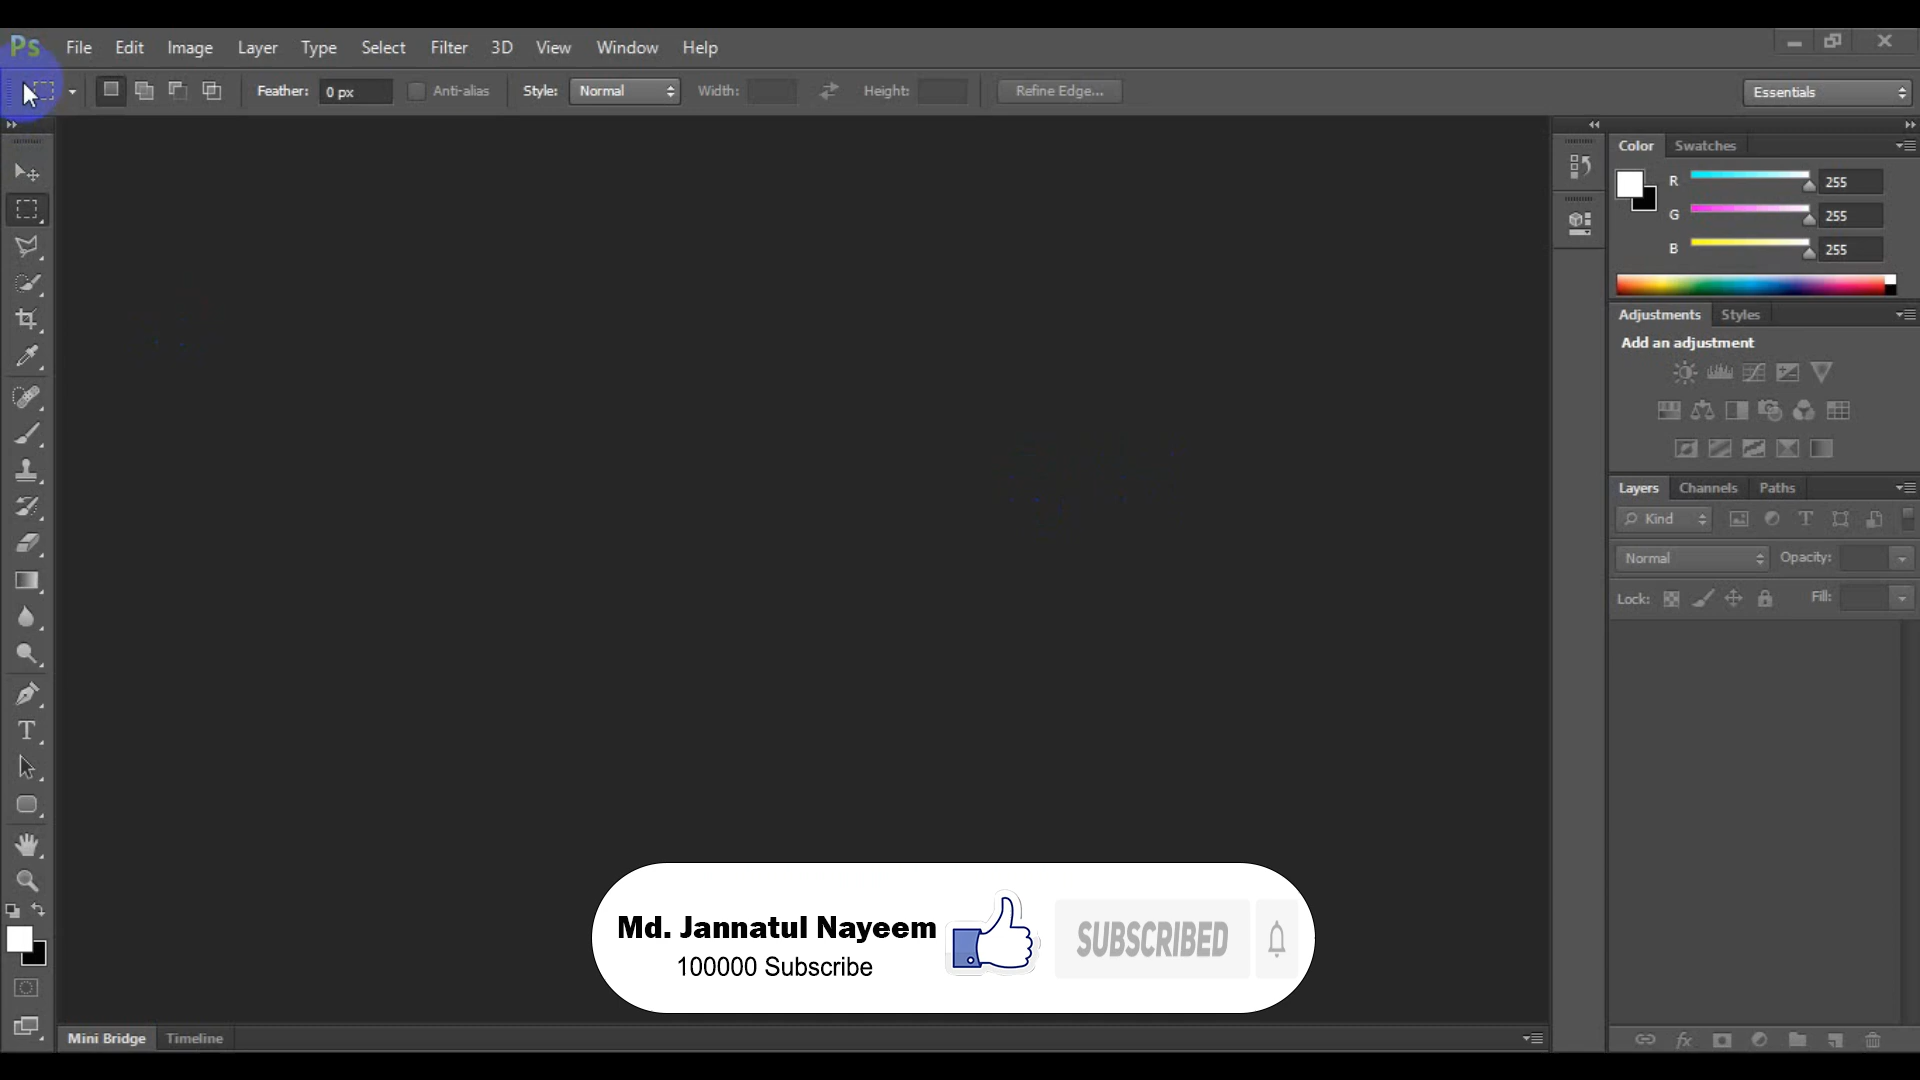 Ps File Edit Image Layer Type Select Filter 3D View Window Help
Feather: 0 px Anti-alias Style: Normal Width: Height: Refine Edge... Essentials
Color Swatches
R 255
G 255
B 255
Adjustments Styles
Add an adjustment
Layers Channels Paths
Kind
Normal Opacity:
Lock: Fill:
Md. Jannatul Nayeem
100000 Subscribe
SUBSCRIBED
Mini Bridge Timeline